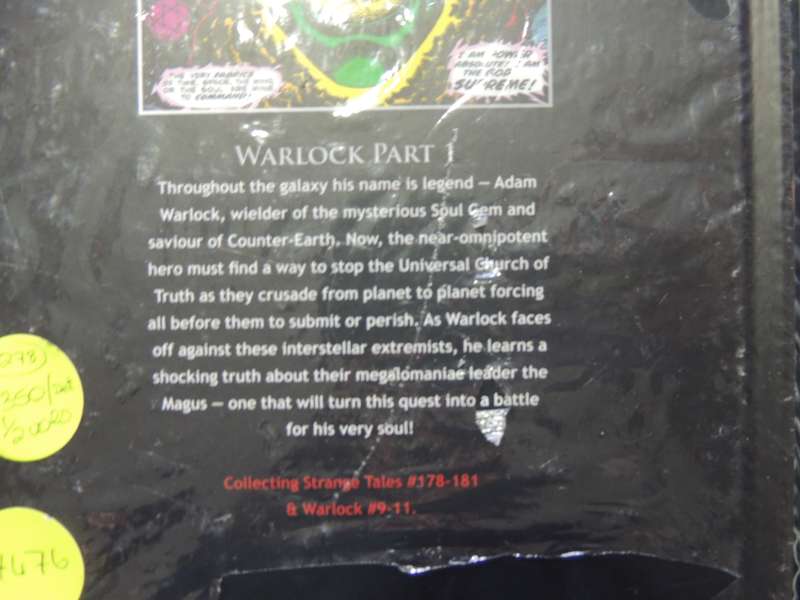 THE VERY FABRICS
OF TIME, SPACE, THE MIND
OR THE SOUL ARE MINE
TO COMMAND!
I AM POWER
ABSOLUTE! I AM
THE GOD
SUPREME!
WARLOCK PART 1
Throughout the galaxy his name is legend — Adam
Warlock, wielder of the mysterious Soul Gem and
saviour of Counter-Earth. Now, the near-omnipotent
hero must find a way to stop the Universal Church of
Truth as they crusade from planet to planet forcing
all before them to submit or perish. As Warlock faces
off against these interstellar extremists, he learns a
shocking truth about their megalomaniac leader the
Magus — one that will turn this quest into a battle
for his very soul!
Collecting Strange Tales #178-181
& Warlock #9-11.
278
350/
#476